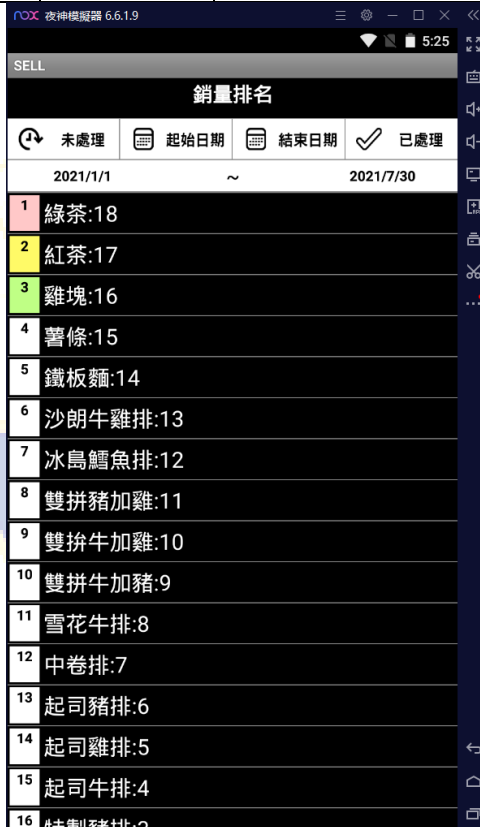 nox 夜神模擬器 6.6.1.9
5:25
SELL
銷量排名
未處理 起始日期 結束日期 已處理
2021/1/1 ~ 2021/7/30
1 綠茶:18
2 紅茶:17
3 雞塊:16
4 薯條:15
5 鐵板麵:14
6 沙朗牛雞排:13
7 冰島鱈魚排:12
8 雙拼豬加雞:11
9 雙拚牛加雞:10
10 雙拼牛加豬:9
11 雪花牛排:8
12 中卷排:7
13 起司豬排:6
14 起司雞排:5
15 起司牛排:4
16 特製豬排:3